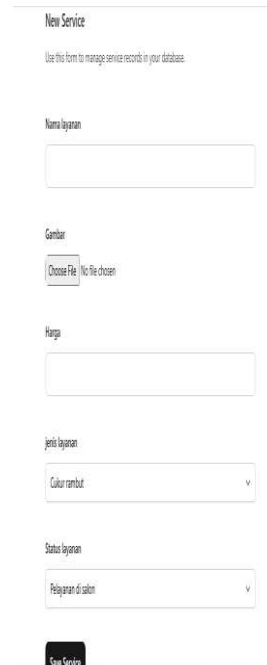 New Service
Use this form to manage service records in your database.
Nama layanan
Gambar
Choose File No file chosen
Harga
jenis layanan
Cukur rambut
Status layanan
Pelayanan di salon
Save Service